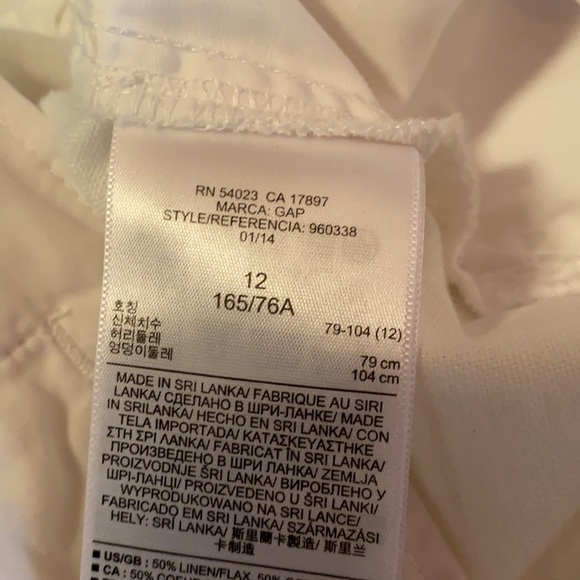 RN 54023 CA 17897
MARCA: GAP
STYLE/REFERENCIA: 960338
01/14
12
165/76A
호칭
신체치수 79-104 (12)
허리둘레 79 cm
엉덩이둘레 104 cm
MADE IN SRI LANKA/ FABRIQUE AU SIRI
LANKA/ СДЕЛАНО В ШРИ-ЛАНКЕ/ MADE
IN SRILANKA/ HECHO EN SRI LANKA/ CON
TELA IMPORTADA/ ΚΑΤΑΣΚΕΥΑΣΤΗΚΕ
ΣΤΗ ΣΡΙ ΛΑΝΚΑ/ FABRICAT ÎN SRI LANKA/
ПРОИЗВЕДЕНО В ШРИ ЛАНКА/ ZEMLJA
PROIZVODNJE ŠRI LANKA/ ВИРОБЛЕНО У
ШРІ-ЛАНЦІ/ PROIZVEDENO U ŠRI LANKI/
WYPRODUKOWANO NA SRI LANCE/
FABRICADO EM SRI LANKA/ SZÁRMAZÁSI
HELY: SRÍ LANKA/ 斯里蘭卡製造/ 斯里兰
卡制造
■ US/GB : 50% LINEN/FLAX, 50%
■ CA : 50%